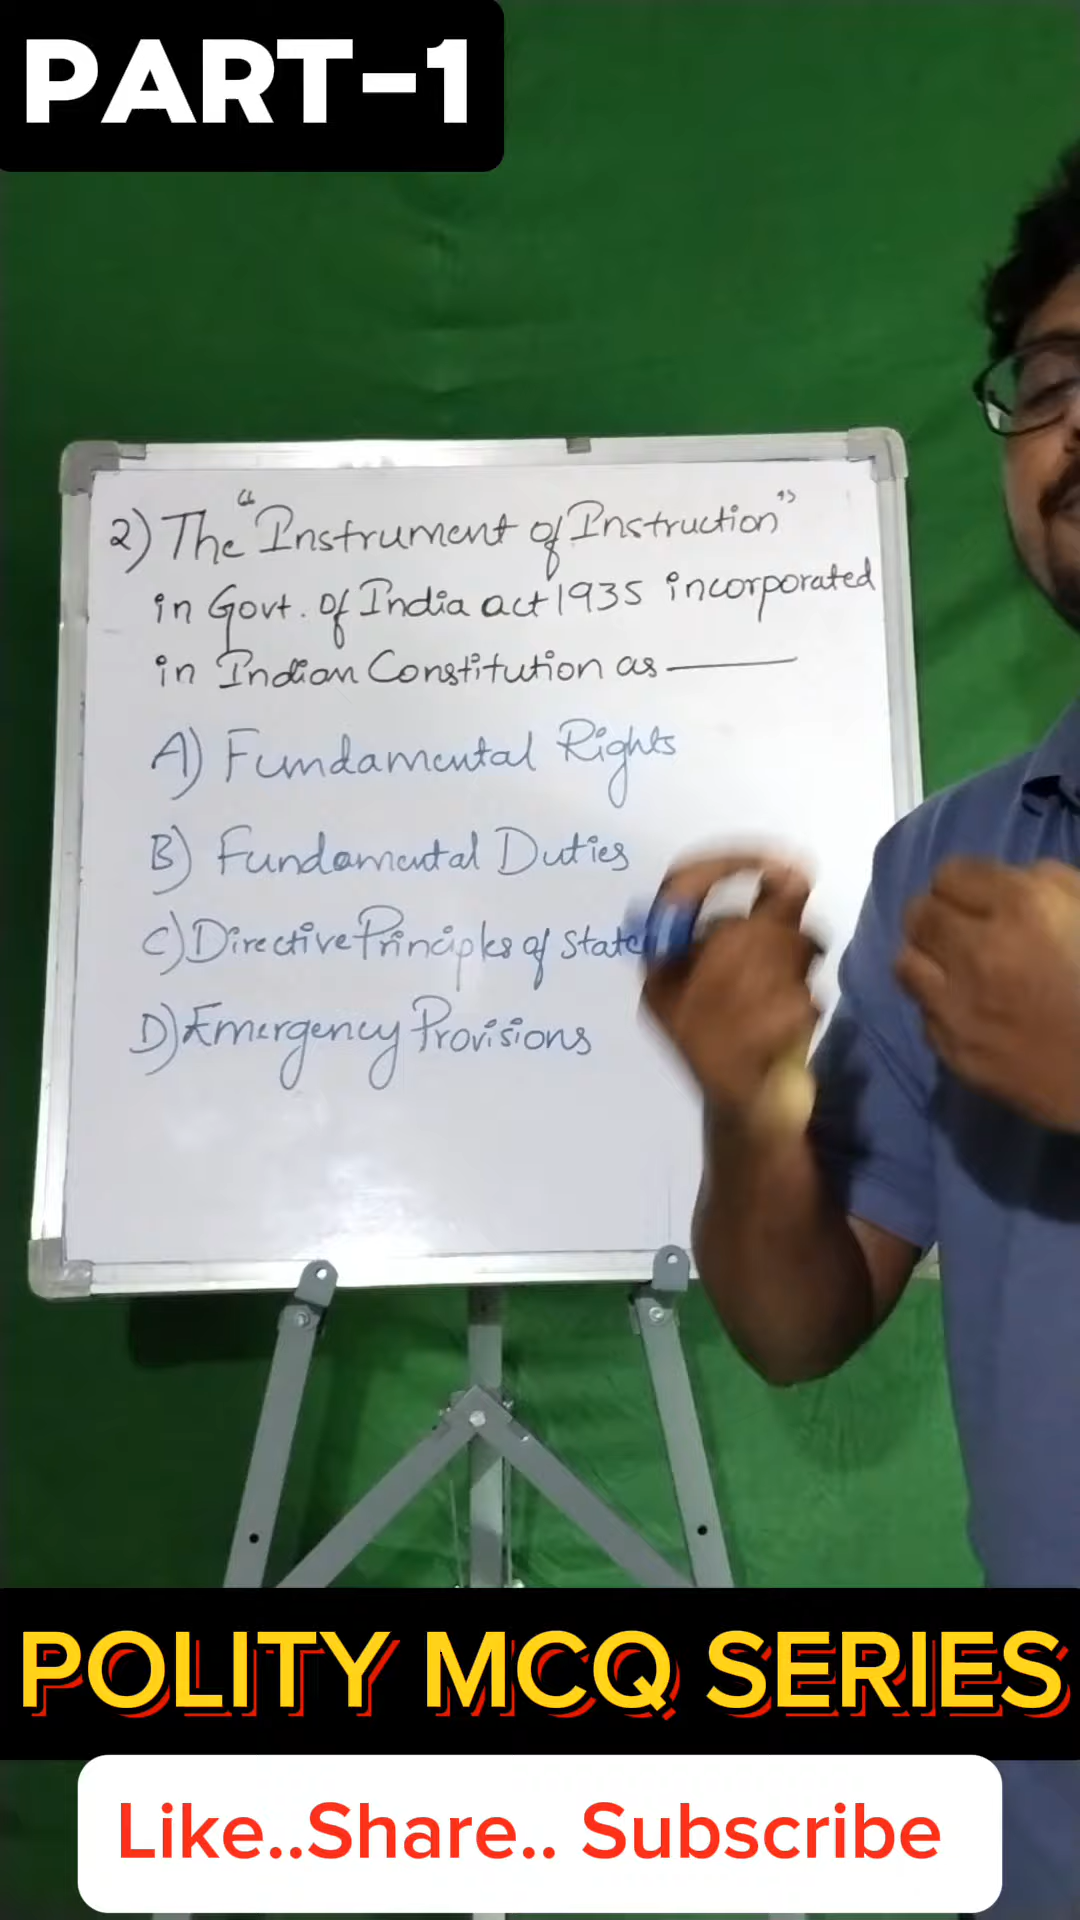 PART-1
2) The "Instrument of Instruction"
in Govt. of India act 1935 incorporated
in Indian Constitution as ———
A) Fundamental Rights
B) Fundamental Duties
C) Directive Principles of State
D) Emergency Provisions
POLITY MCQ SERIES
Like..Share.. Subscribe